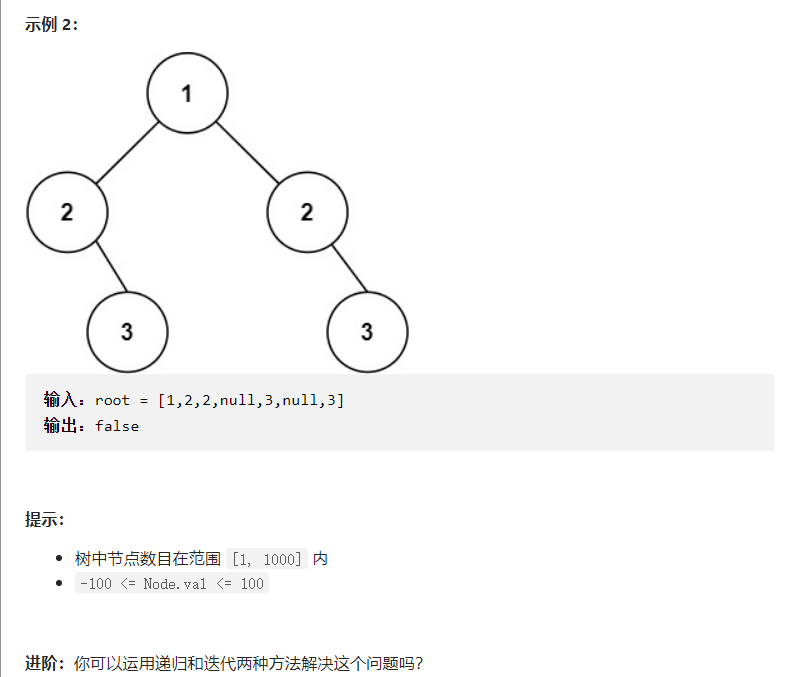 示例 2：
1
2 2
3 3
输入：root = [1,2,2,null,3,null,3]
输出：false
提示：
• 树中节点数目在范围 [1, 1000] 内
• -100 <= Node.val <= 100
进阶：你可以运用递归和迭代两种方法解决这个问题吗？